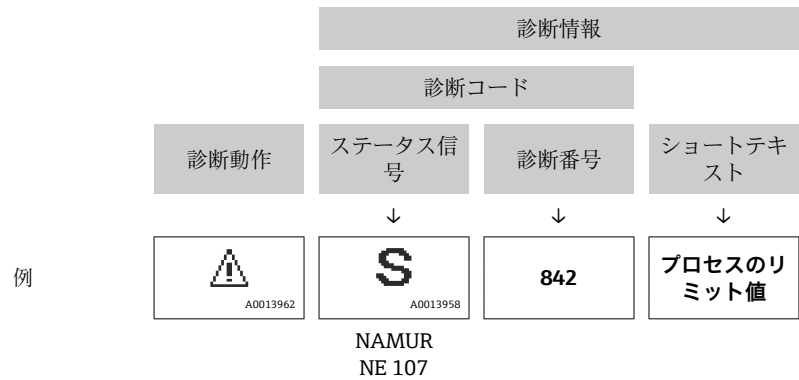 診断情報
診断コード
診断動作
ステータス信
号
診断番号
ショートテキ
スト
↓ ↓ ↓
例
A0013962
S
A0013958
842
プロセスのリ
ミット値
NAMUR
NE 107